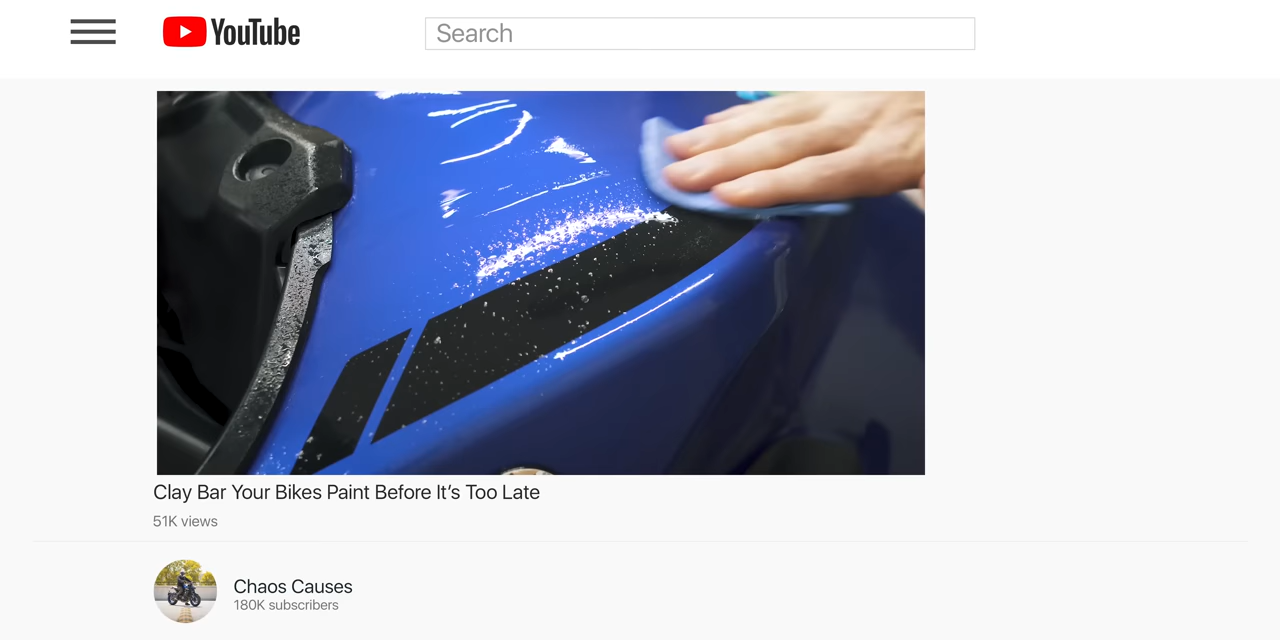 YouTube
Search
Clay Bar Your Bikes Paint Before It’s Too Late
51K views
Chaos Causes
180K subscribers